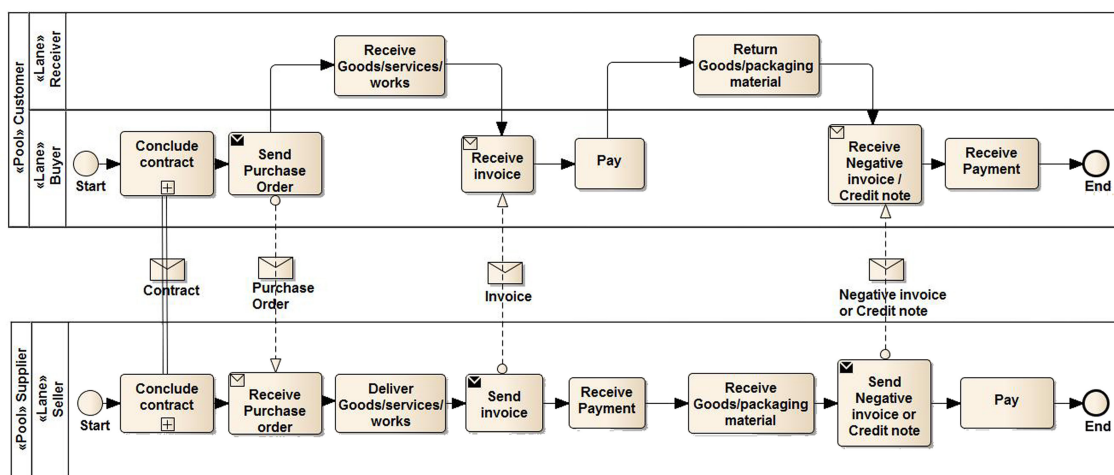 «Pool» Customer
«Lane»
Receiver
Receive
Goods/services/
works
Return
Goods/packaging
material
«Lane»
Buyer
Start
Conclude
contract
Send
Purchase
Order
Receive
invoice
Pay
Receive
Negative
invoice /
Credit note
Receive
Payment
End
Contract
Purchase
Order
Invoice
Negative invoice
or Credit note
«Pool» Supplier
«Lane»
Seller
Start
Conclude
contract
Receive
Purchase
order
Deliver
Goods/services/
works
Send
invoice
Receive
Payment
Receive
Goods/packaging
material
Send
Negative
invoice or
Credit note
Pay
End